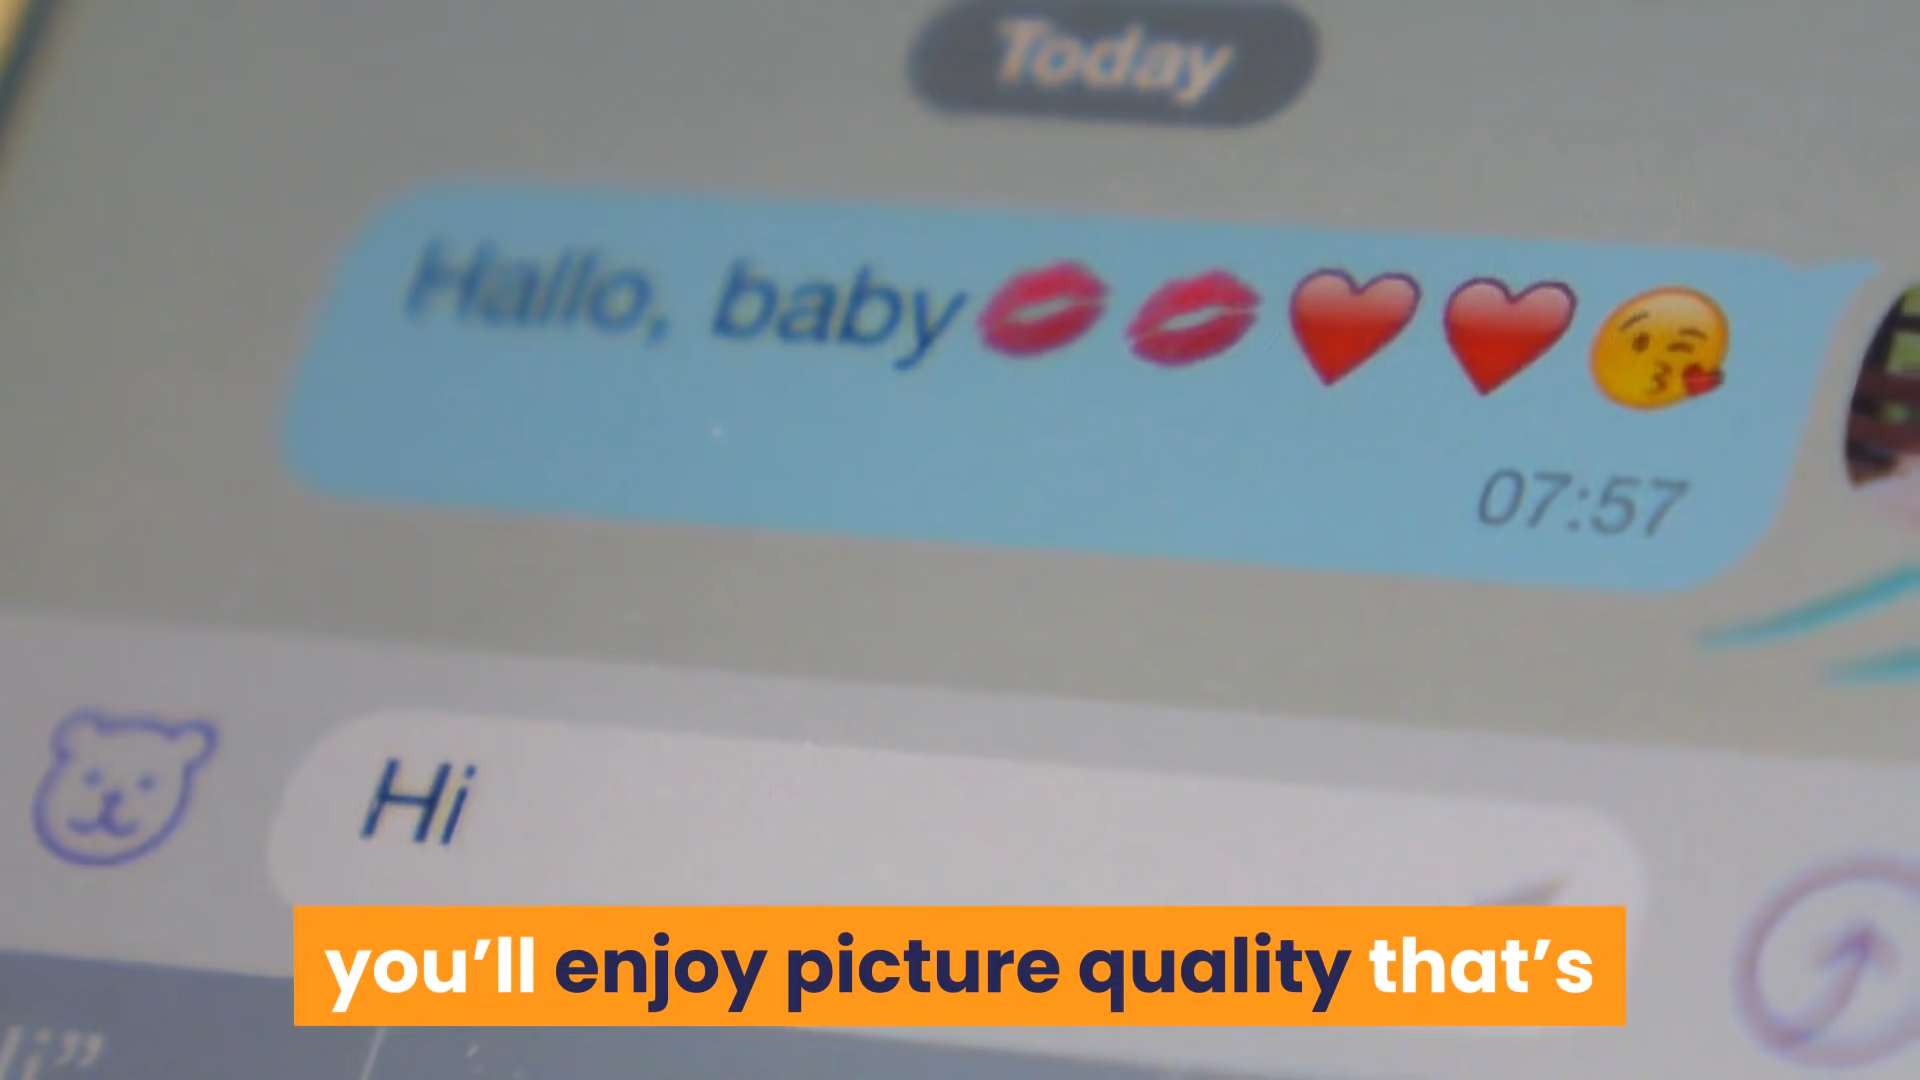 Today
Hallo, baby💋💋❤️❤️😘
07:57
Hi
you’ll enjoy picture quality that’s